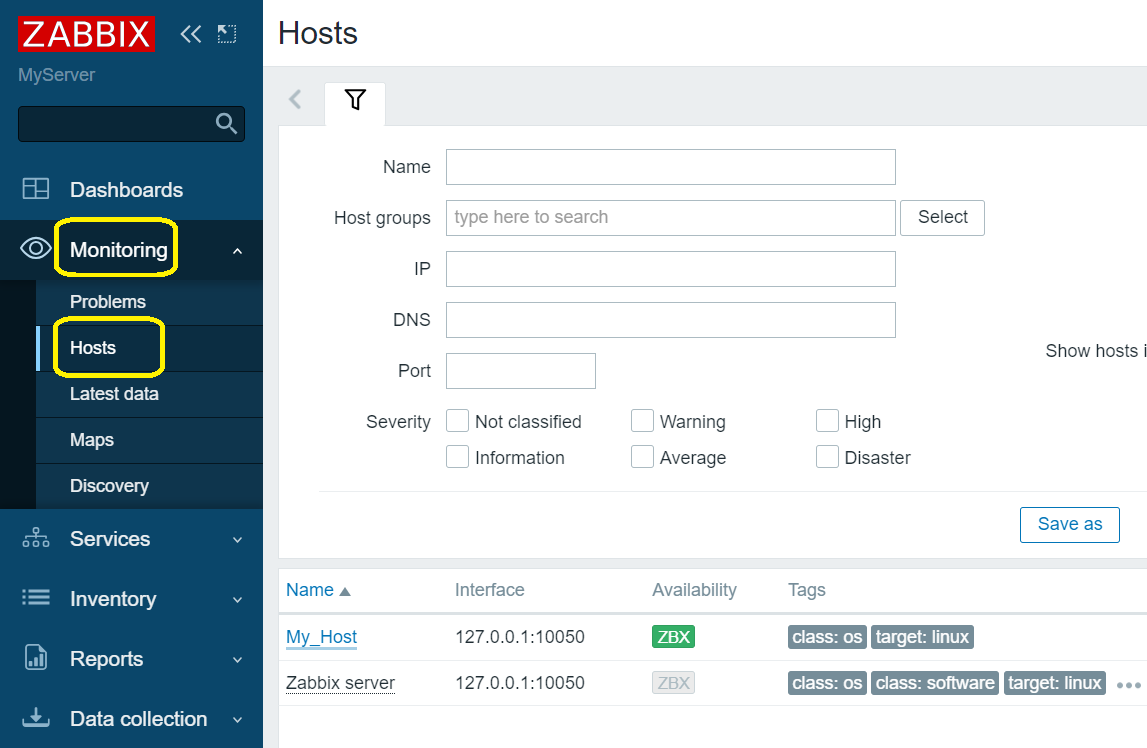 ZABBIX
MyServer
Dashboards
Monitoring
Problems
Hosts
Latest data
Maps
Discovery
Services
Inventory
Reports
Data collection
Hosts
Name
Host groups type here to search Select
IP
DNS
Port
Show hosts i
Severity Not classified Warning High
Information Average Disaster
Save as
Name Interface Availability Tags
My_Host 127.0.0.1:10050 ZBX class: os target: linux
Zabbix server 127.0.0.1:10050 ZBX class: os class: software target: linux •••